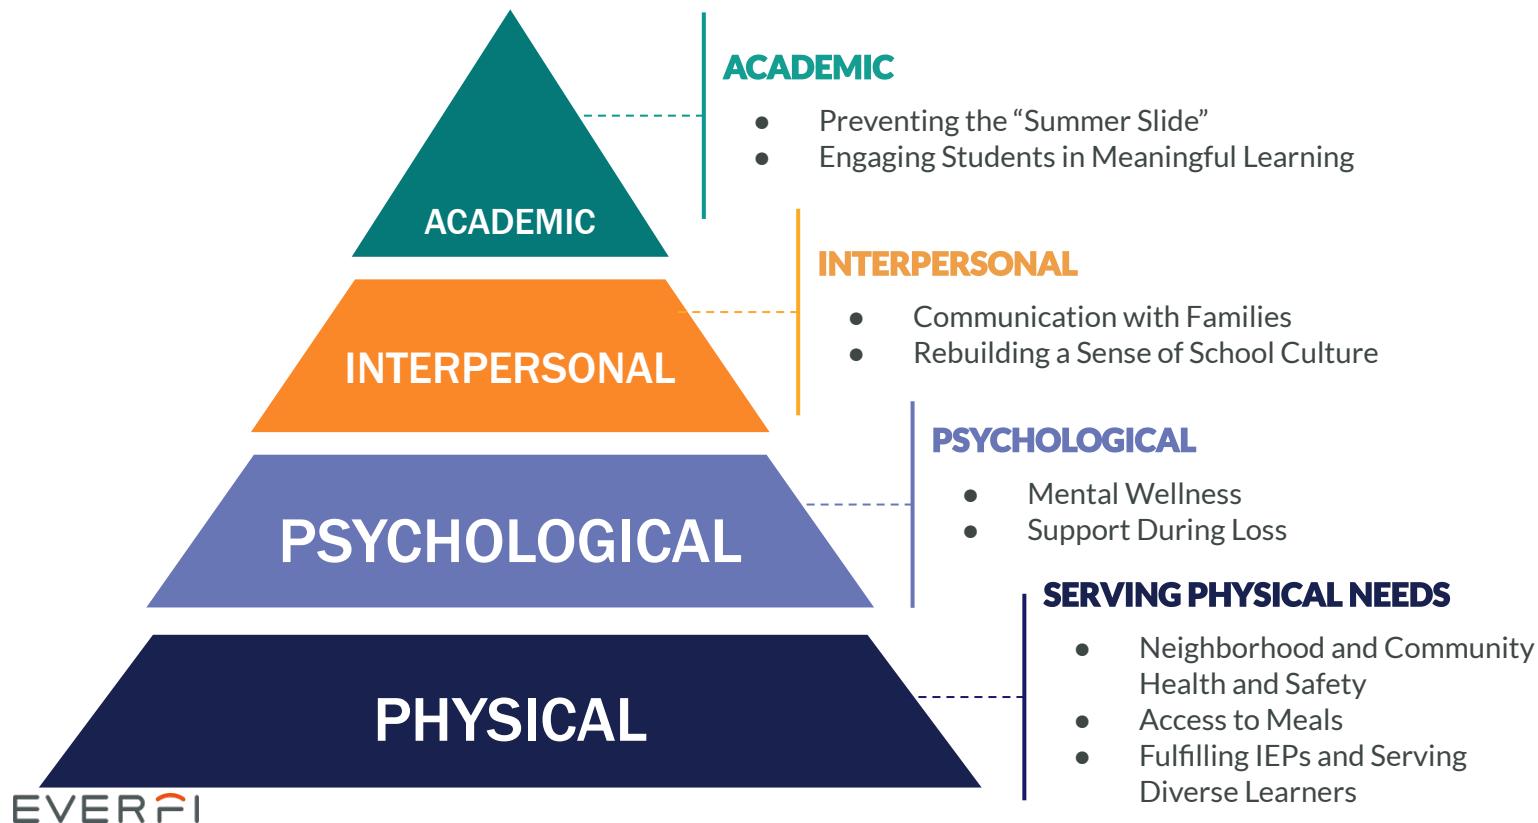 ACADEMIC
● Preventing the “Summer Slide”
● Engaging Students in Meaningful Learning
ACADEMIC
INTERPERSONAL
● Communication with Families
● Rebuilding a Sense of School Culture
INTERPERSONAL
PSYCHOLOGICAL
● Mental Wellness
● Support During Loss
PSYCHOLOGICAL
SERVING PHYSICAL NEEDS
● Neighborhood and Community
Health and Safety
● Access to Meals
● Fulfilling IEPs and Serving
Diverse Learners
PHYSICAL
EVERFI